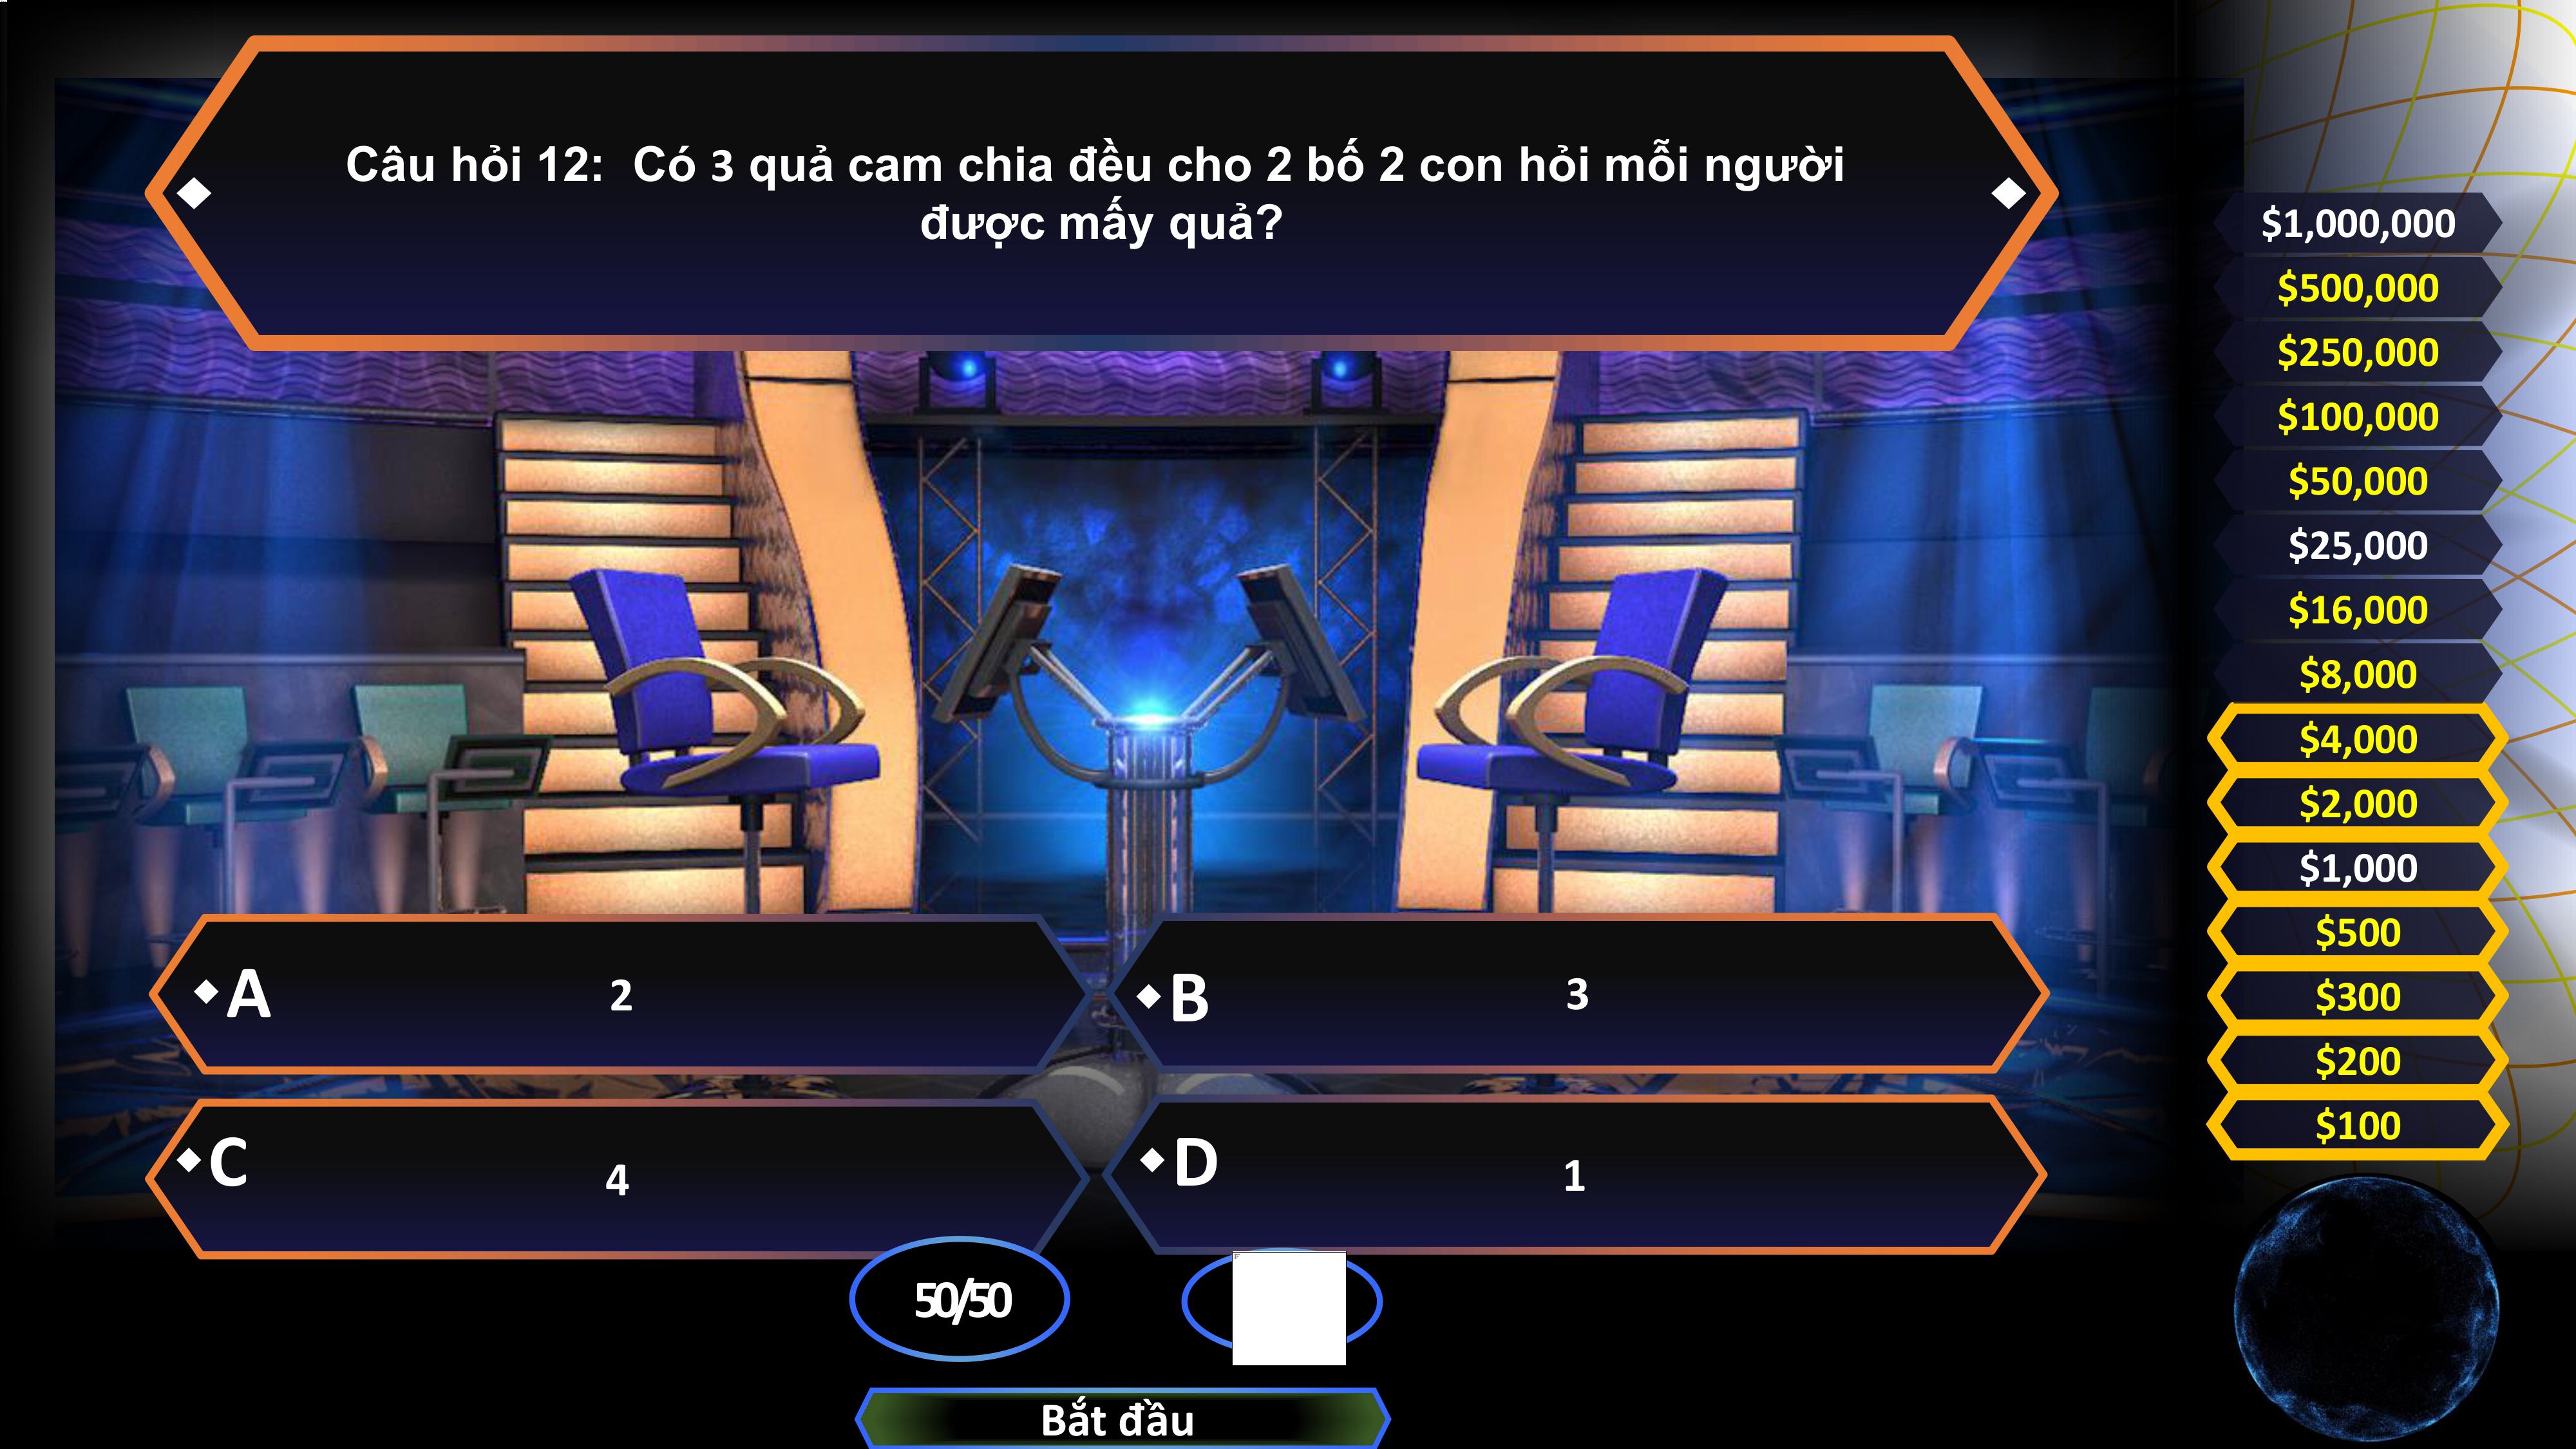 Câu hỏi 12: Có 3 quả cam chia đều cho 2 bố 2 con hỏi mỗi người
được mấy quả?
$1,000,000
$500,000
$250,000
$100,000
$50,000
$25,000
$16,000
$8,000
$4,000
$2,000
$1,000
$500
$300
$200
$100
A 2
B 3
C 4
D 1
50/50
Bắt đầu